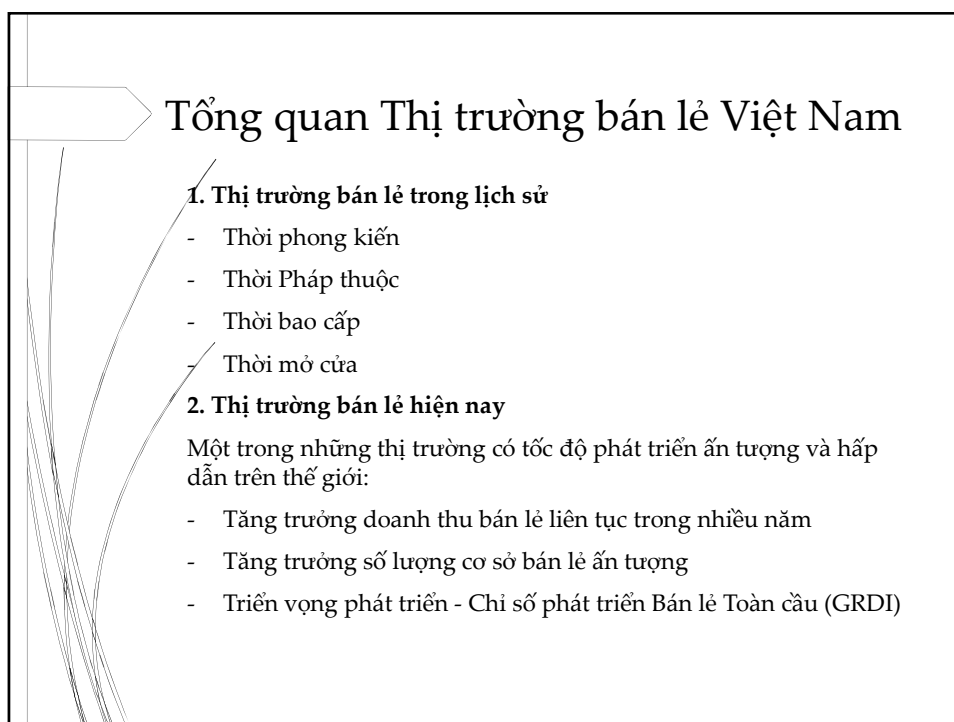 Tổng quan Thị trường bán lẻ Việt Nam
1. Thị trường bán lẻ trong lịch sử
- Thời phong kiến
- Thời Pháp thuộc
- Thời bao cấp
- Thời mở cửa
2. Thị trường bán lẻ hiện nay
Một trong những thị trường có tốc độ phát triển ấn tượng và hấp
dẫn trên thế giới:
- Tăng trưởng doanh thu bán lẻ liên tục trong nhiều năm
- Tăng trưởng số lượng cơ sở bán lẻ ấn tượng
- Triển vọng phát triển - Chỉ số phát triển Bán lẻ Toàn cầu (GRDI)